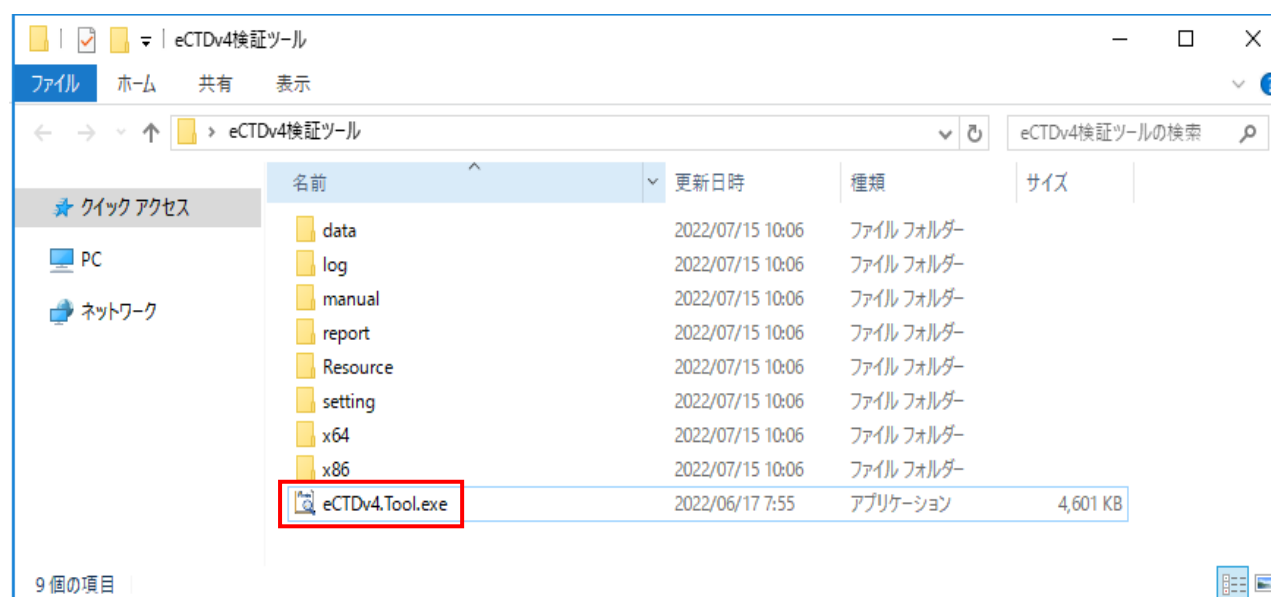 eCTDv4検証ツール
ファイル ホーム 共有 表示
eCTDv4検証ツール eCTDv4検証ツールの検索
名前 更新日時 種類 サイズ
クイック アクセス
PC
ネットワーク
data 2022/07/15 10:06 ファイル フォルダー
log 2022/07/15 10:06 ファイル フォルダー
manual 2022/07/15 10:06 ファイル フォルダー
report 2022/07/15 10:06 ファイル フォルダー
Resource 2022/07/15 10:06 ファイル フォルダー
setting 2022/07/15 10:06 ファイル フォルダー
x64 2022/07/15 10:06 ファイル フォルダー
x86 2022/07/15 10:06 ファイル フォルダー
eCTDv4.Tool.exe 2022/06/17 7:55 アプリケーション 4,601 KB
9 個の項目